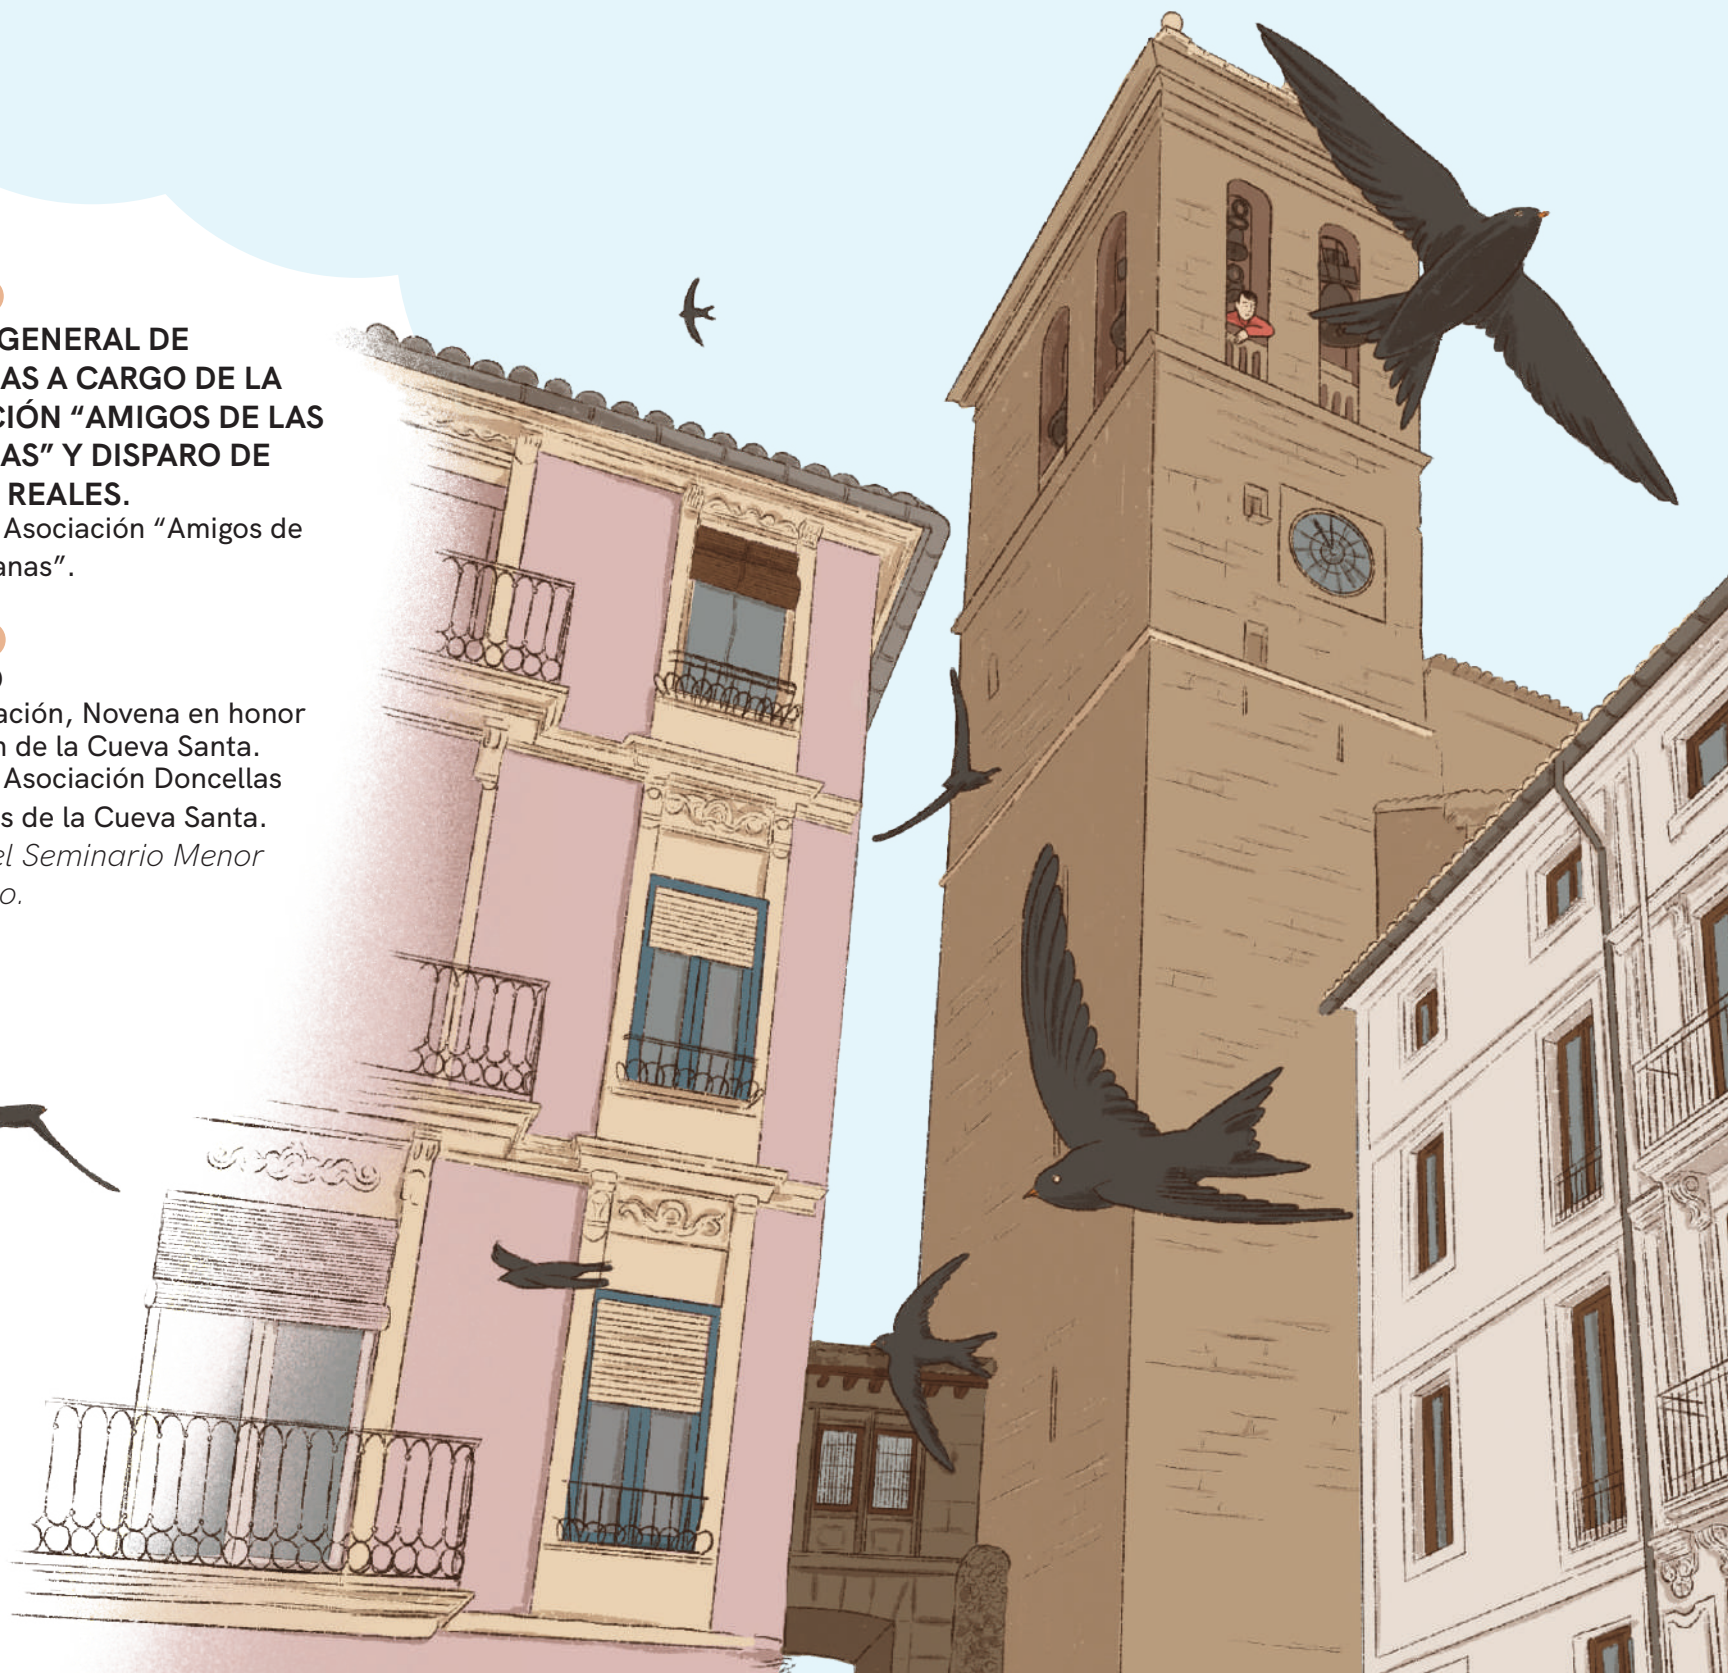 GENERAL DE
AS A CARGO DE LA
CIÓN “AMIGOS DE LAS
AS” Y DISPARO DE
REALES.
Asociación “Amigos de
anas”.
)
ación, Novena en honor
n de la Cueva Santa.
Asociación Doncellas
s de la Cueva Santa.
el Seminario Menor
o.